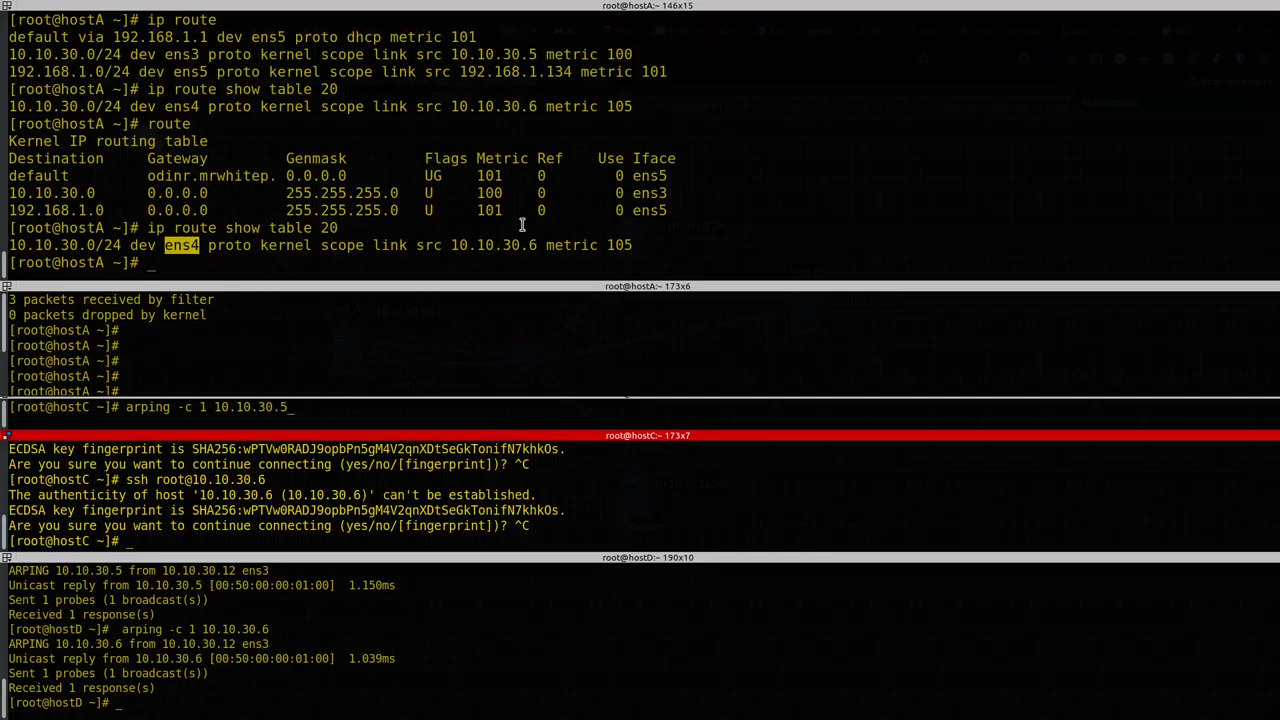 root@hostA:~ 146x15
[root@hostA ~]# ip route
default via 192.168.1.1 dev ens5 proto dhcp metric 101
10.10.30.0/24 dev ens3 proto kernel scope link src 10.10.30.5 metric 100
192.168.1.0/24 dev ens5 proto kernel scope link src 192.168.1.134 metric 101
[root@hostA ~]# ip route show table 20
10.10.30.0/24 dev ens4 proto kernel scope link src 10.10.30.6 metric 105
[root@hostA ~]# route
Kernel IP routing table
Destination     Gateway         Genmask         Flags Metric Ref    Use Iface
default         odinr.mrwhitep. 0.0.0.0         UG    101    0        0 ens5
10.10.30.0      0.0.0.0         255.255.255.0   U     100    0        0 ens3
192.168.1.0     0.0.0.0         255.255.255.0   U     101    0        0 ens5
[root@hostA ~]# ip route show table 20
10.10.30.0/24 dev ens4 proto kernel scope link src 10.10.30.6 metric 105
[root@hostA ~]# _
root@hostA:~ 173x6
3 packets received by filter
0 packets dropped by kernel
[root@hostA ~]#
[root@hostA ~]#
[root@hostA ~]#
[root@hostA ~]#
[root@hostA ~]#
[root@hostC ~]# arping -c 1 10.10.30.5_
root@hostC:~ 173x7
ECDSA key fingerprint is SHA256:wPTVw0RADJ9opbPn5gM4V2qnXDtSeGkTonifN7khkOs.
Are you sure you want to continue connecting (yes/no/[fingerprint])? ^C
[root@hostC ~]# ssh root@10.10.30.6
The authenticity of host '10.10.30.6 (10.10.30.6)' can't be established.
ECDSA key fingerprint is SHA256:wPTVw0RADJ9opbPn5gM4V2qnXDtSeGkTonifN7khkOs.
Are you sure you want to continue connecting (yes/no/[fingerprint])? ^C
[root@hostC ~]# _
root@hostD:~ 190x10
ARPING 10.10.30.5 from 10.10.30.12 ens3
Unicast reply from 10.10.30.5 [00:50:00:00:01:00]  1.150ms
Sent 1 probes (1 broadcast(s))
Received 1 response(s)
[root@hostD ~]#  arping -c 1 10.10.30.6
ARPING 10.10.30.6 from 10.10.30.12 ens3
Unicast reply from 10.10.30.6 [00:50:00:00:01:00]  1.039ms
Sent 1 probes (1 broadcast(s))
Received 1 response(s)
[root@hostD ~]# _